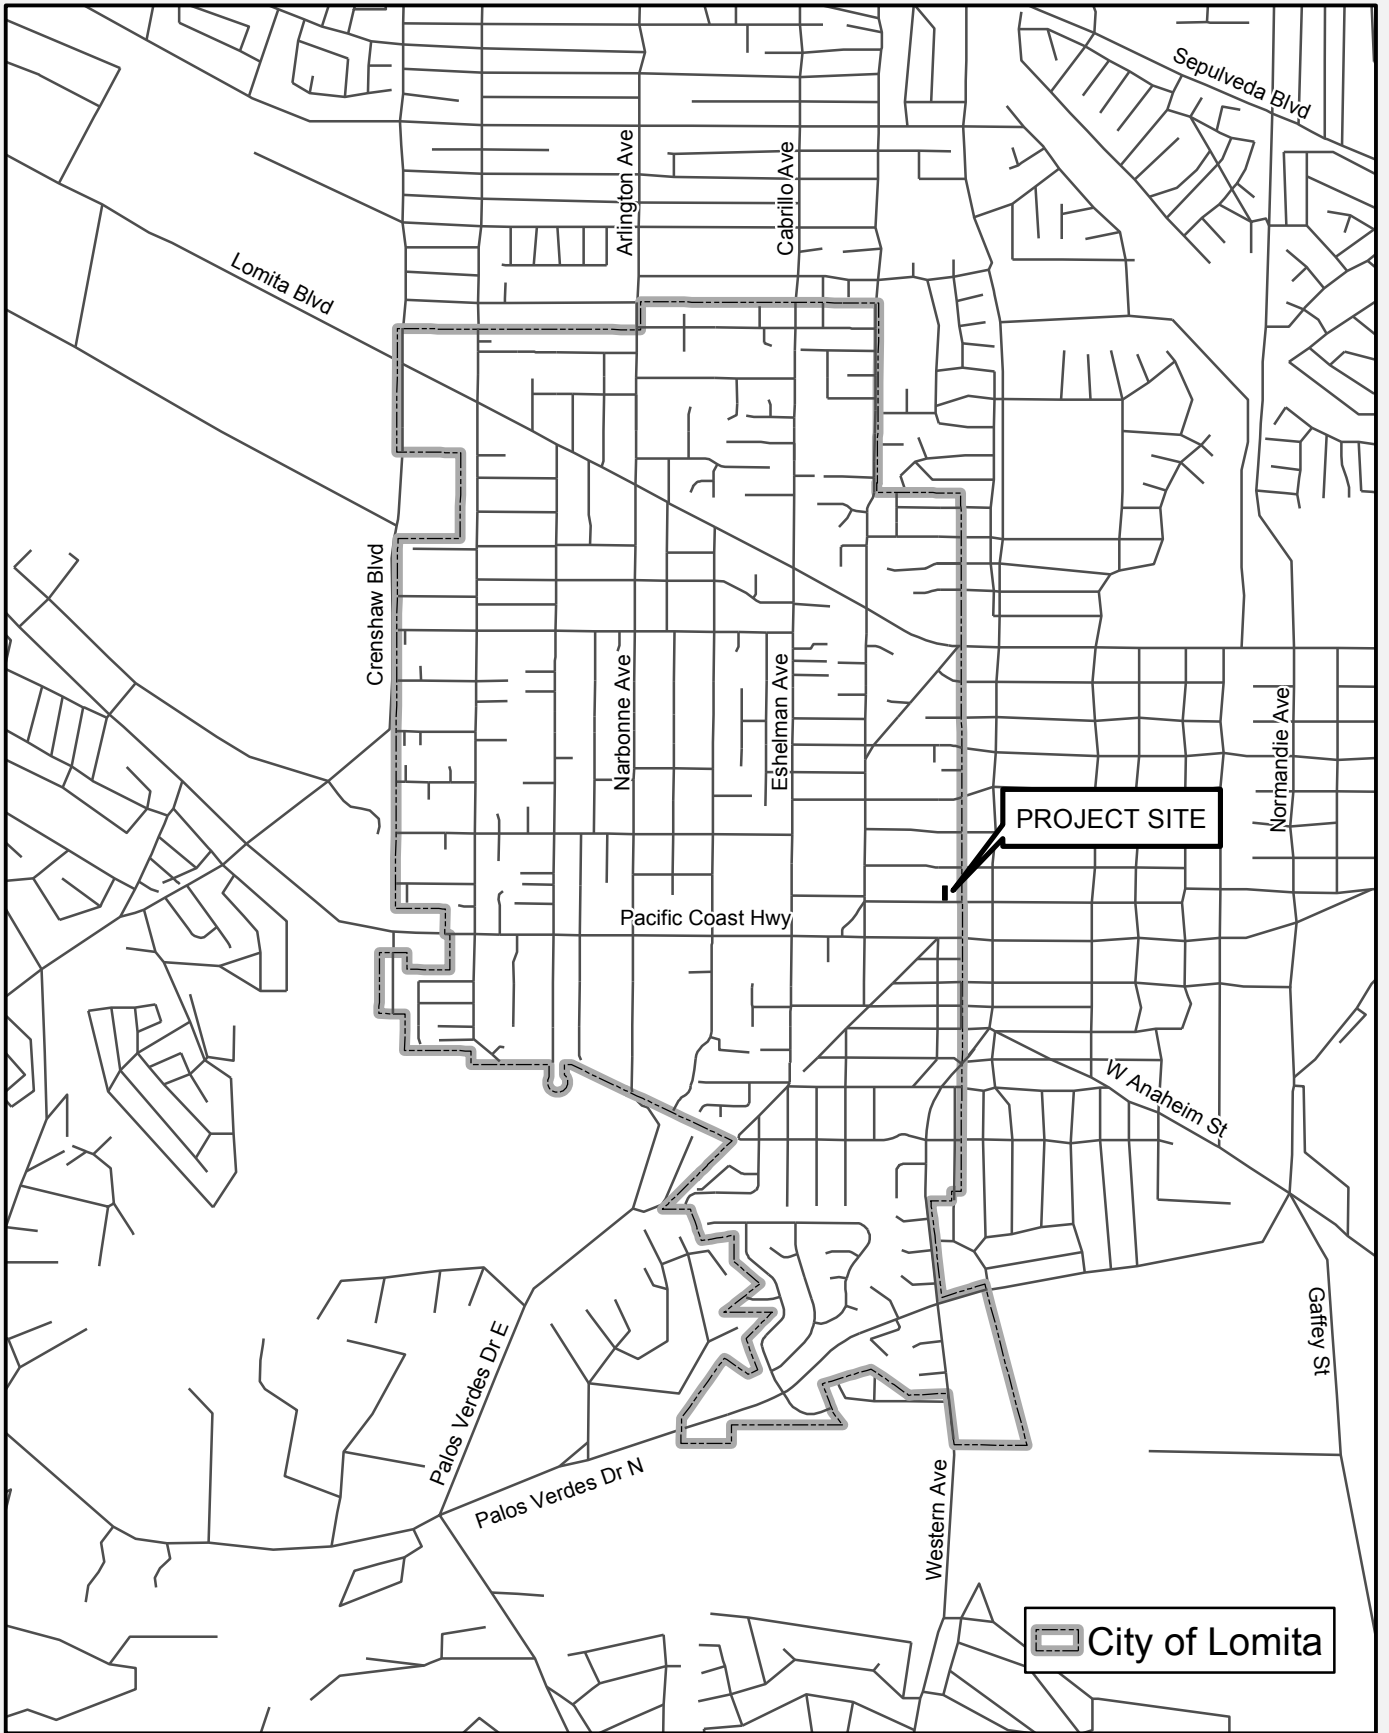 Sepulveda Blvd
Arlington Ave
Cabrillo Ave
Lomita Blvd
Crenshaw Blvd
Narbonne Ave
Eshelman Ave
Normandie Ave
PROJECT SITE
Pacific Coast Hwy
W Anaheim St
Gaffey St
Palos Verdes Dr E
Palos Verdes Dr N
Western Ave
City of Lomita